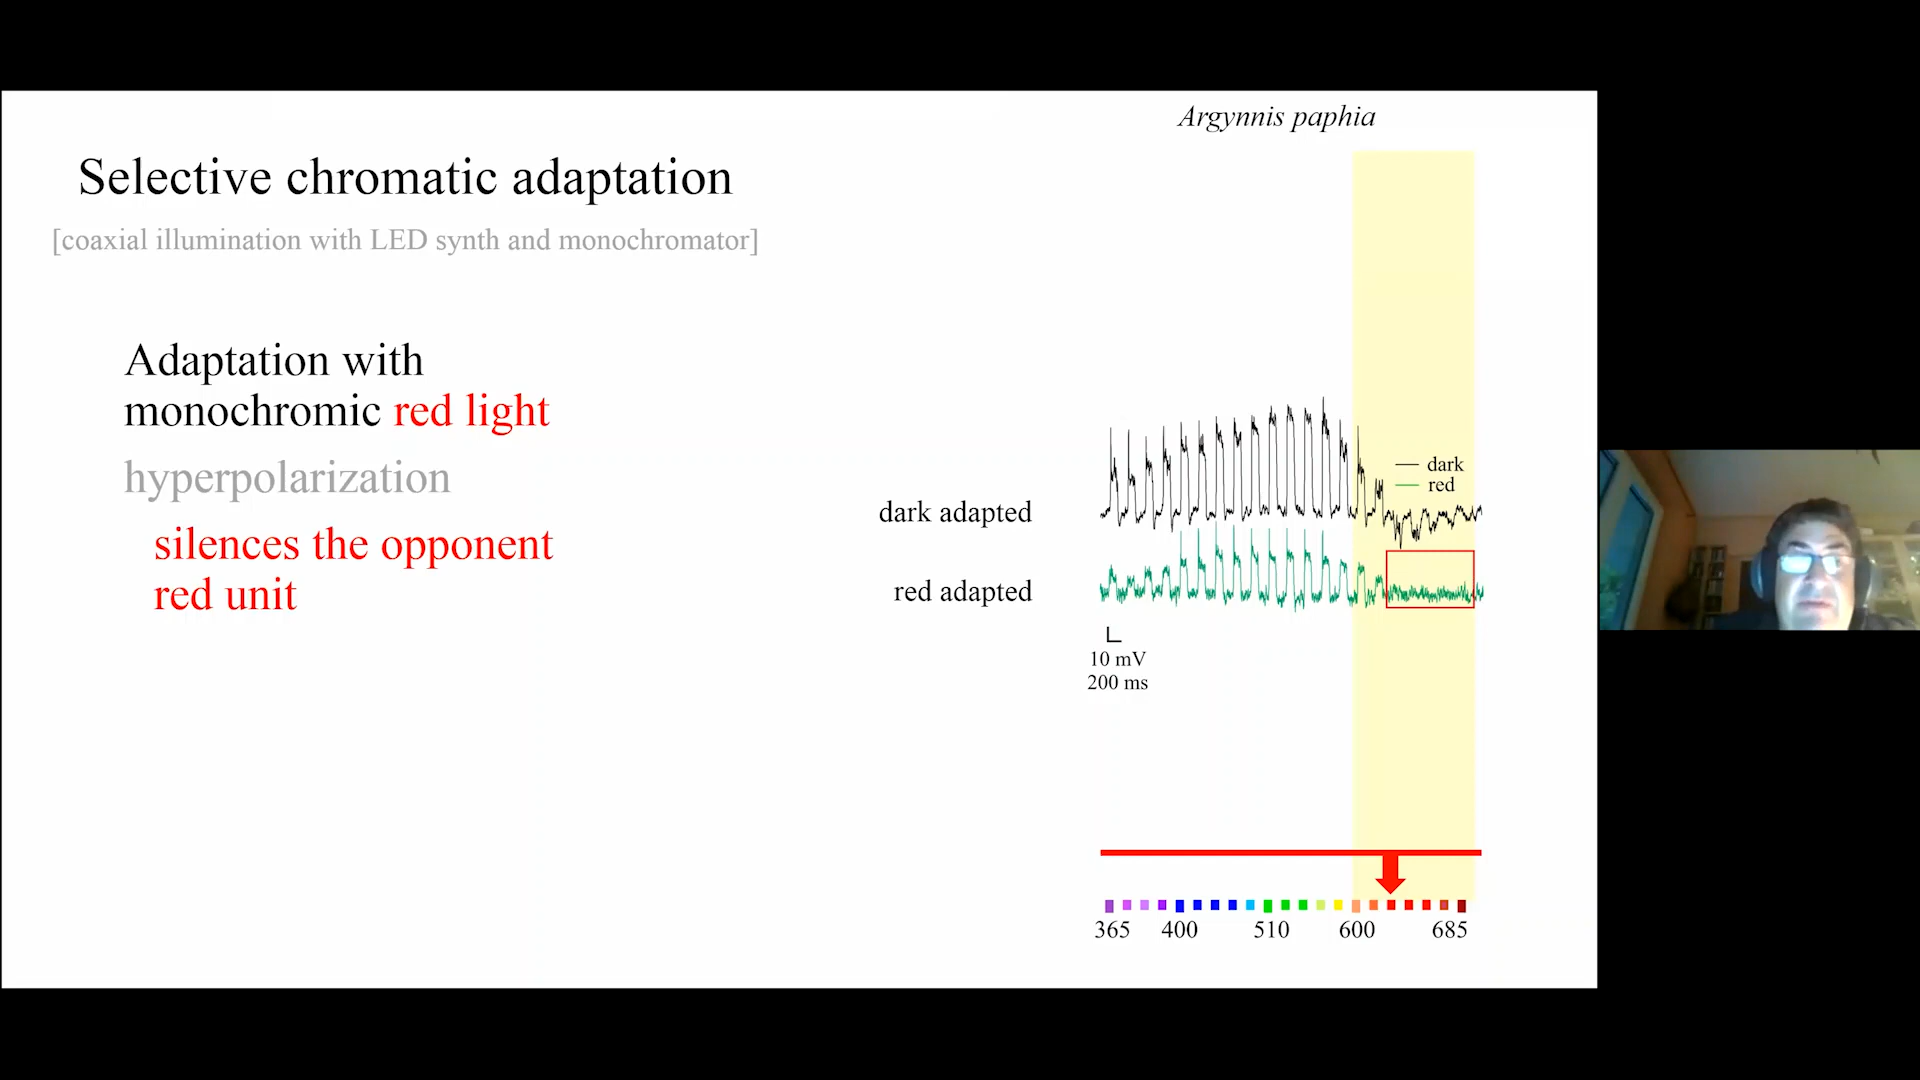 Argynnis paphia
Selective chromatic adaptation
[coaxial illumination with LED synth and monochromator]
Adaptation with
monochromic red light
hyperpolarization
silences the opponent
red unit
dark
red
dark adapted
red adapted
10 mV
200 ms
365 400 510 600 685